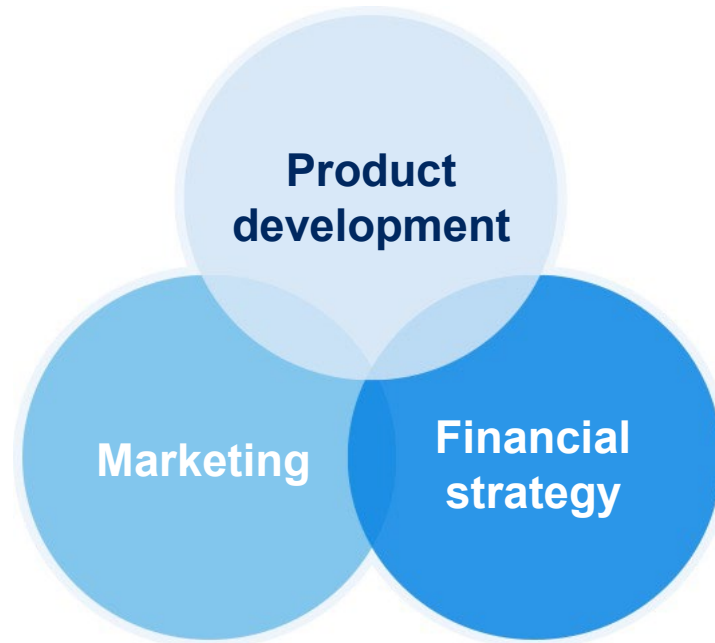 Product
development
Marketing
Financial
strategy